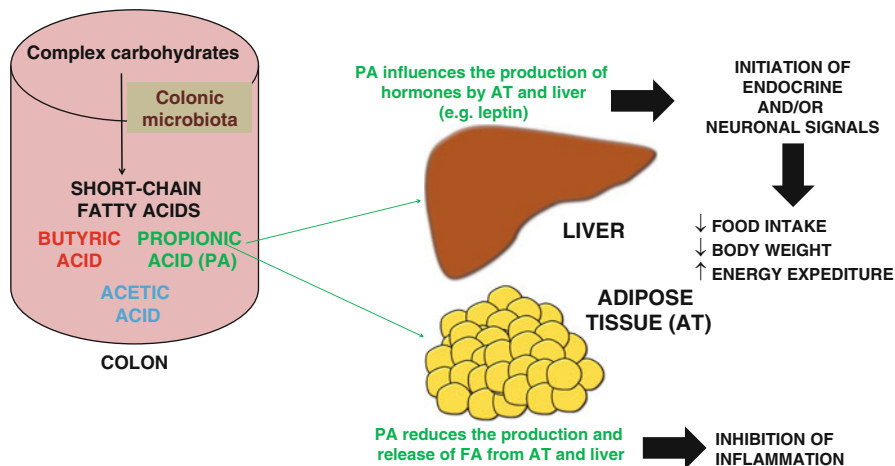 Complex carbohydrates
Colonic
microbiota
SHORT-CHAIN
FATTY ACIDS
BUTYRIC
ACID
PROPIONIC
ACID (PA)
ACETIC
ACID
COLON
PA influences the production of
hormones by AT and liver
(e.g. leptin)
LIVER
ADIPOSE
TISSUE (AT)
PA reduces the production and
release of FA from AT and liver
INITIATION OF
ENDOCRINE
AND/OR
NEURONAL SIGNALS
↓ FOOD INTAKE
↓ BODY WEIGHT
↑ ENERGY EXPEDITURE
INHIBITION OF
INFLAMMATION